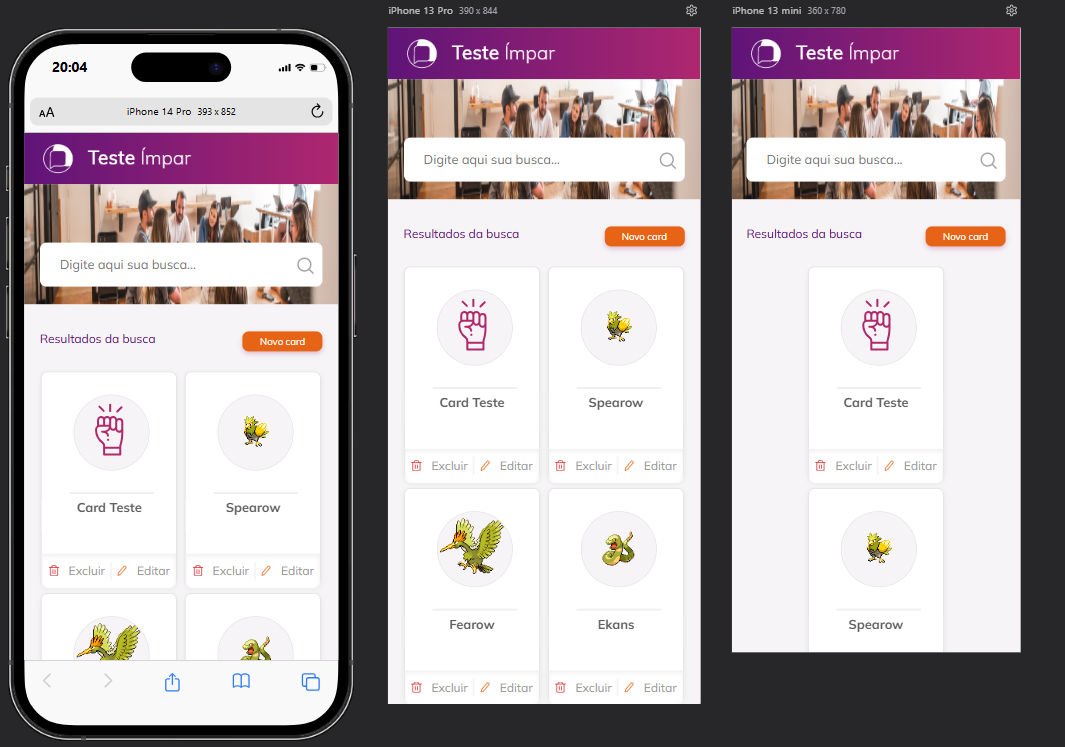 20:04
AA
iPhone 14 Pro 393 x 852
Teste Ímpar
Digite aqui sua busca...
Resultados da busca
Novo card
Card Teste
Spearow
Excluir
Editar
Excluir
Editar
iPhone 13 Pro 390 x 844
Teste Ímpar
Digite aqui sua busca...
Resultados da busca
Novo card
Card Teste
Spearow
Excluir
Editar
Excluir
Editar
Fearow
Ekans
Excluir
Editar
Excluir
Editar
iPhone 13 mini 360 x 780
Teste Ímpar
Digite aqui sua busca...
Resultados da busca
Novo card
Card Teste
Excluir
Editar
Spearow